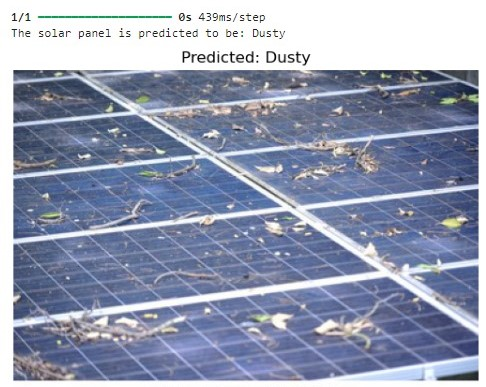 1/1 ━━━━━━━━━━━━━━━━━━━━ 0s 439ms/step
The solar panel is predicted to be: Dusty
Predicted: Dusty